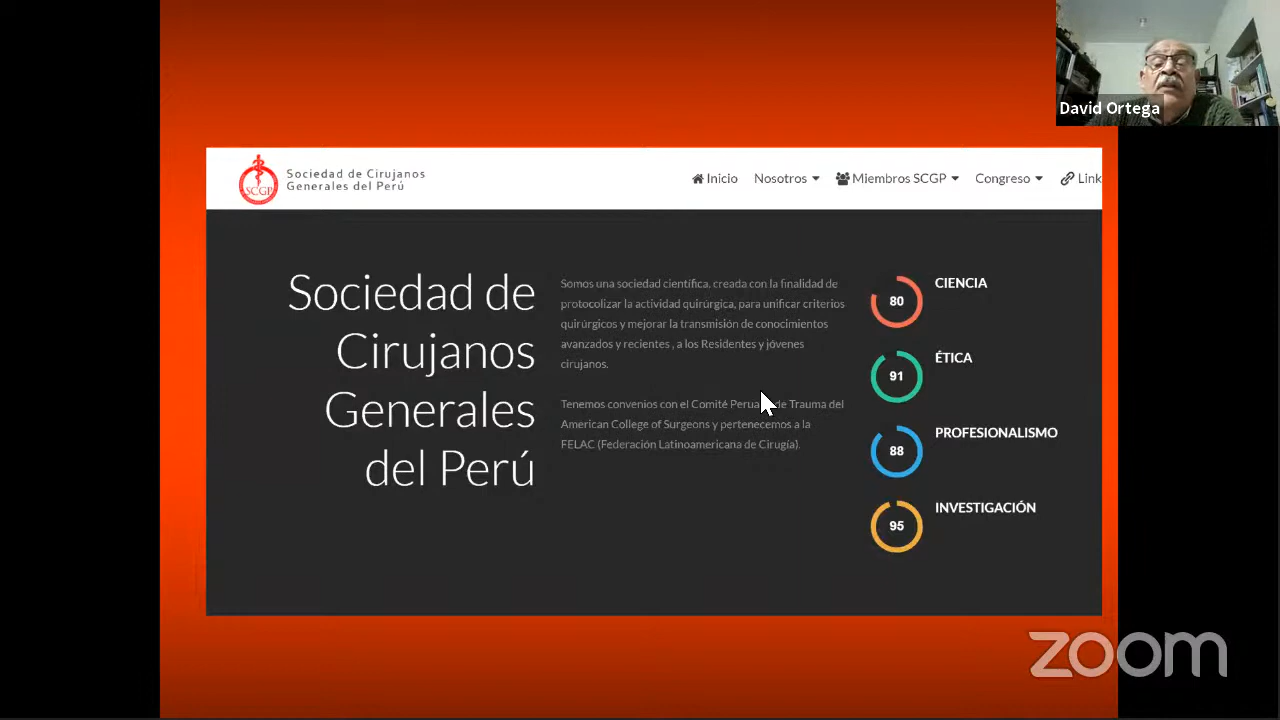 David Ortega
SCGP
Sociedad de Cirujanos
Generales del Perú
Inicio
Nosotros
Miembros SCGP
Congreso
Link
Sociedad de
Cirujanos
Generales
del Perú
Somos una sociedad científica, creada con la finalidad de
protocolizar la actividad quirúrgica, para unificar criterios
quirúrgicos y mejorar la transmisión de conocimientos
avanzados y recientes , a los Residentes y jóvenes
cirujanos.
Tenemos convenios con el Comité de Trauma del
American College of Surgeons y pertenecemos a la
FELAC (Federación Latinoamericana de Cirugía).
80
CIENCIA
91
ÉTICA
88
PROFESIONALISMO
95
INVESTIGACIÓN
zoom